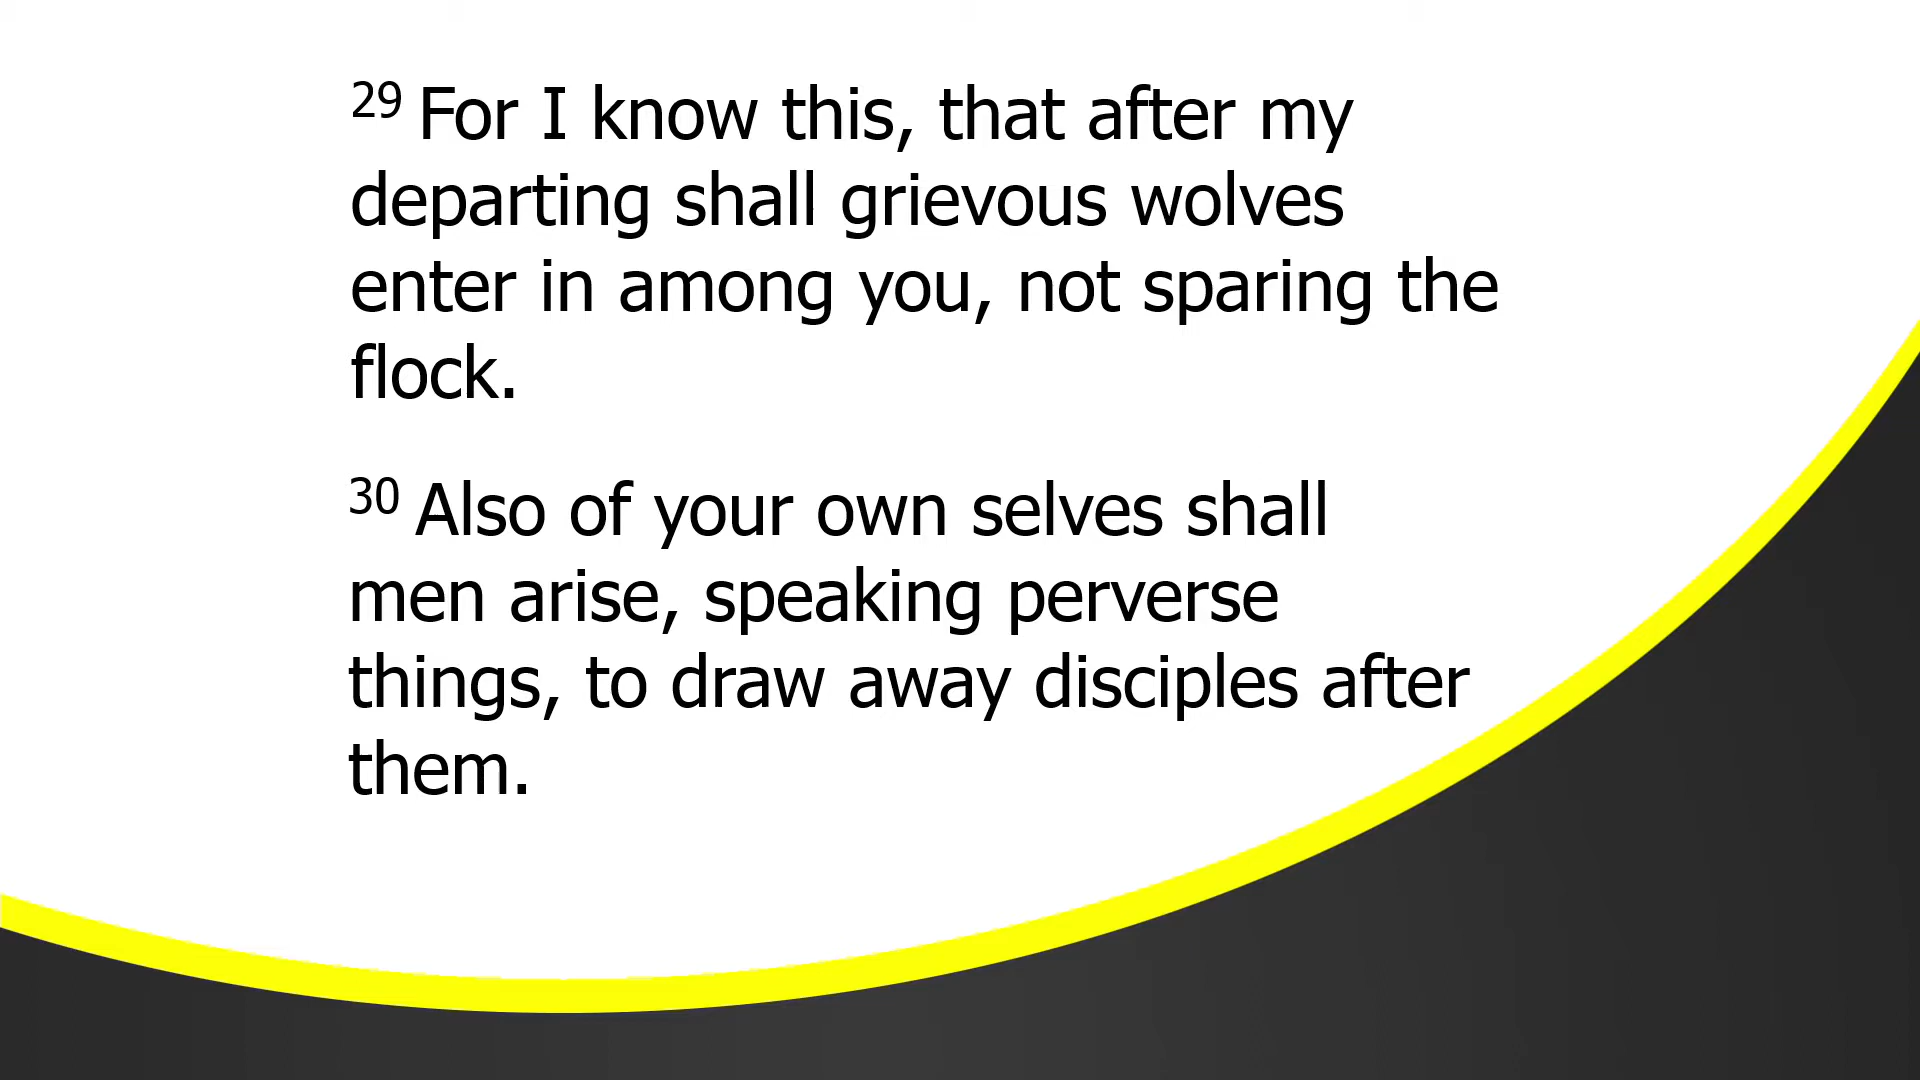 29 For I know this, that after my
departing shall grievous wolves
enter in among you, not sparing the
flock.
30 Also of your own selves shall
men arise, speaking perverse
things, to draw away disciples after
them.